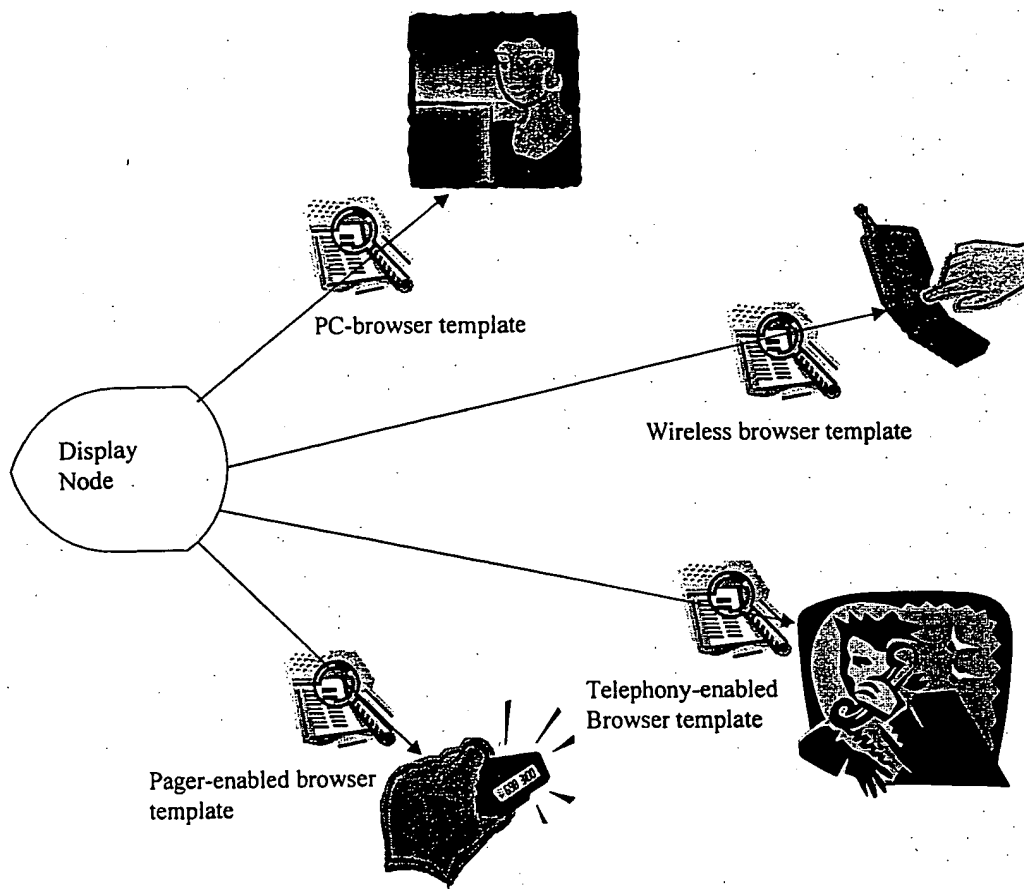 PC-browser template
Wireless browser template
Display
Node
Telephony-enabled
Browser template
Pager-enabled browser
template